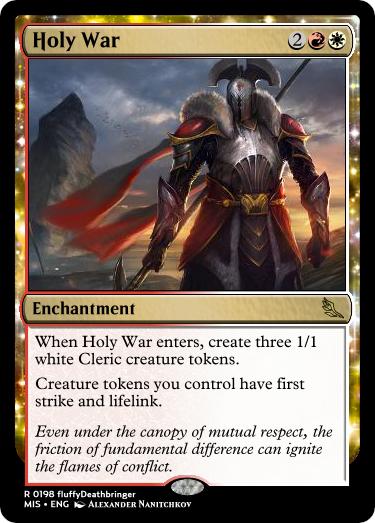 Holy War 2
Enchantment
When Holy War enters, create three 1/1
white Cleric creature tokens.
Creature tokens you control have first
strike and lifelink.
Even under the canopy of mutual respect, the
friction of fundamental difference can ignite
the flames of conflict.
R 0198 fluffyDeathbringer
MIS • ENG Alexander Nanitchkov